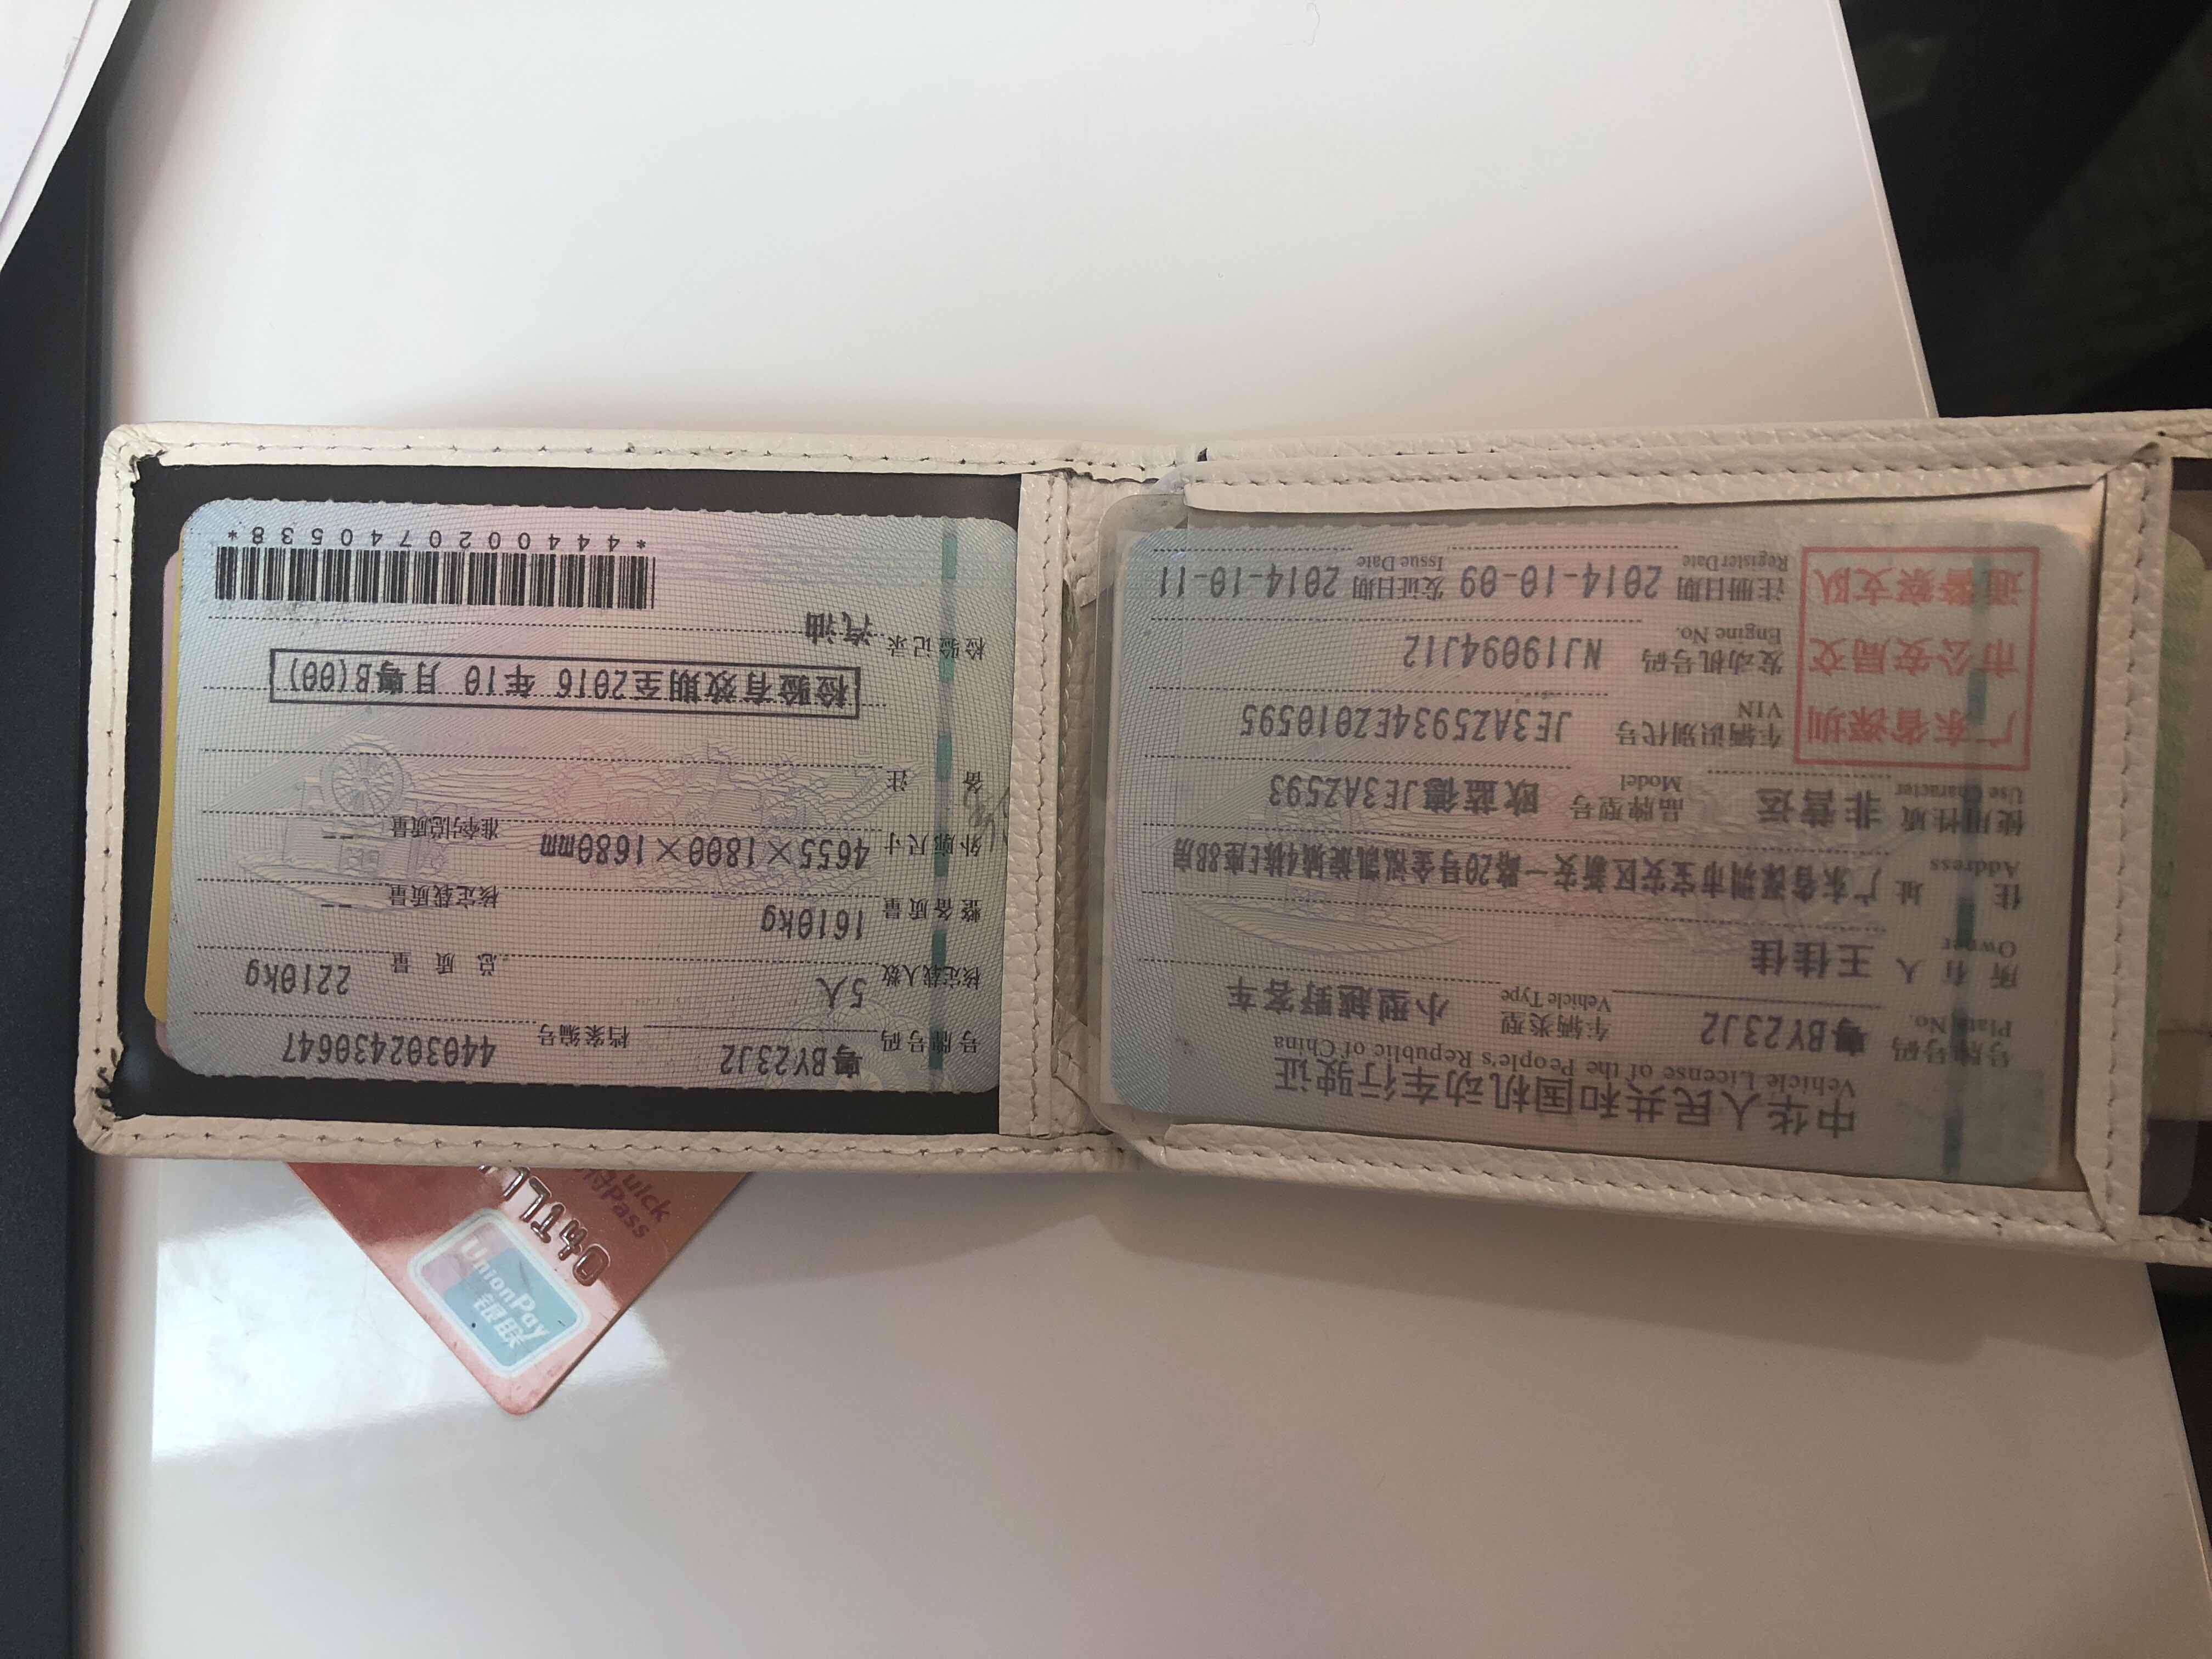 中华人民共和国机动车行驶证
Vehicle License of the People's Republic of China
号牌号码 粤BY23J2 车辆类型 小型越野客车
Plate No. Vehicle Type
所有人 王佳佳
Owner
住址 广东省深圳市宝安区新安一路20号金泓凯旋城4栋E座8B房
Address
使用性质 非营运 品牌型号 欧蓝德JE3AZ593
Use Character Model
广东省深圳
市公安局交
通警察支队
车辆识别代号 JE3AZ5934EZ010595
VIN
发动机号码 NJ19094J12
Engine No.
注册日期 2014-10-09 发证日期 2014-10-11
Register Date Issue Date
号牌号码 粤BY23J2 档案编号 440302430647
核定载人数 5人 总质量 2210kg
整备质量 1610kg 核定载质量 --
外廓尺寸 4655×1800×1680mm 准牵引总质量 --
备注
检验有效期至2016年10月粤B(00)
检验记录 汽油
*4440020740538*
UnionPay
银联
Quick
Pass